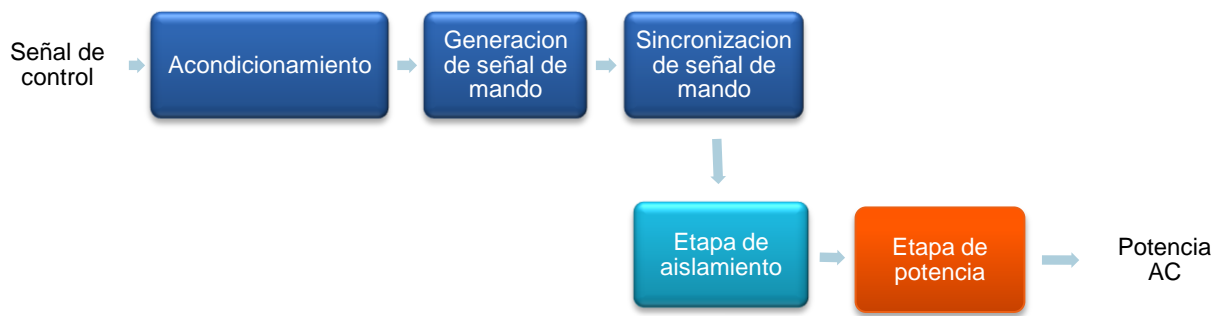 Señal de
control
Acondicionamiento
Generacion
de señal de
mando
Sincronizacion
de señal de
mando
Etapa de
aislamiento
Etapa de
potencia
Potencia
AC